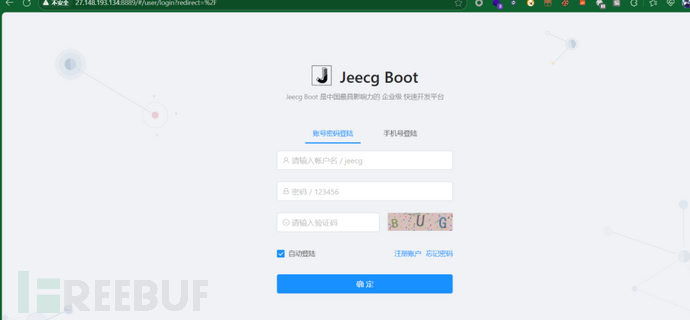 不安全 27.148.193.134:8889/#/user/login?redirect=%2F
Jeecg Boot
Jeecg Boot 是中国最具影响力的 企业级 快速开发平台
账号密码登陆 手机号登陆
请输入帐户名 / jeecg
密码 / 123456
请输入验证码 B U G
自动登陆 注册账户 忘记密码
确 定
FREEBUF